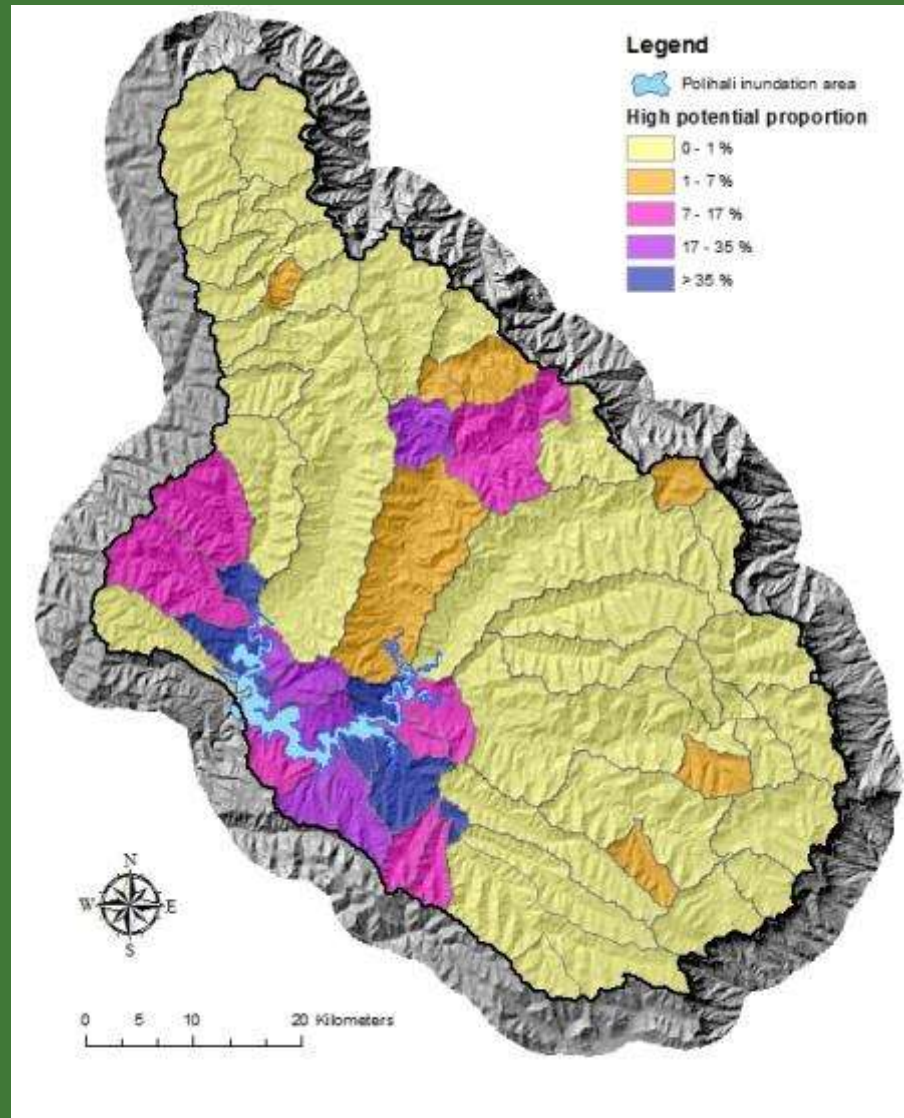 Legend
Polihali inundation area
High potential proportion
0 - 1 %
1 - 7 %
7 - 17 %
17 - 35 %
> 35 %
N
W E
S
0 5 10 20 Kilometers